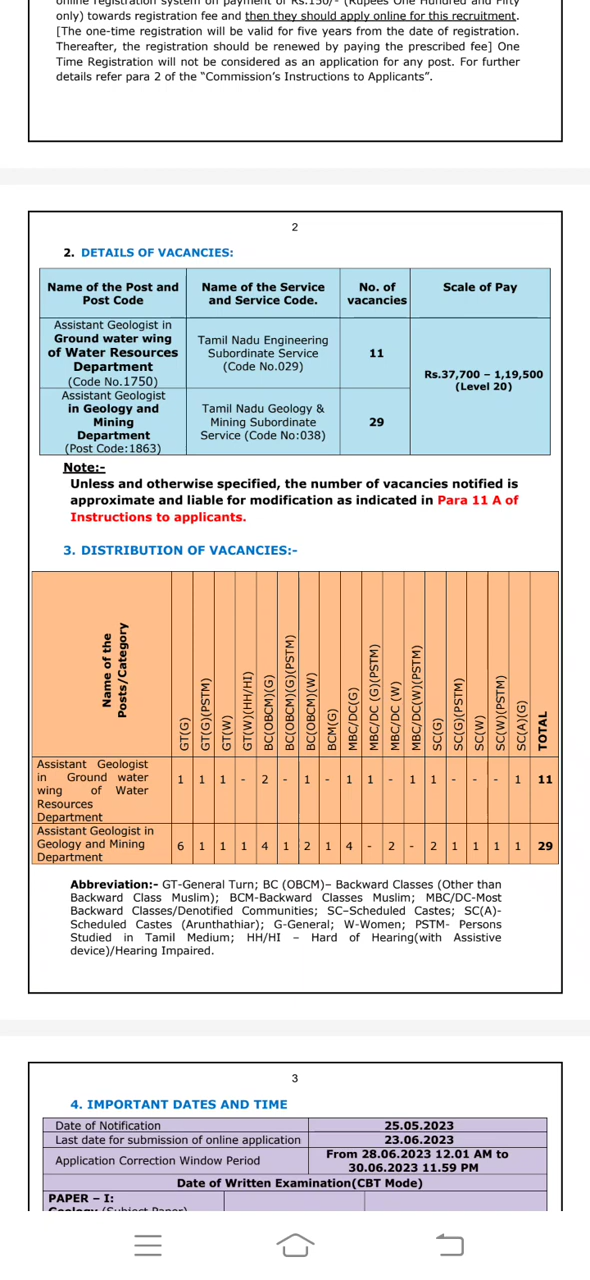 online registration system on payment of Rs.150/- (Rupees One Hundred and Fifty
only) towards registration fee and then they should apply online for this recruitment.
[The one-time registration will be valid for five years from the date of registration.
Thereafter, the registration should be renewed by paying the prescribed fee] One
Time Registration will not be considered as an application for any post. For further
details refer para 2 of the “Commission’s Instructions to Applicants”.
2
2. DETAILS OF VACANCIES:
Name of the Post and Post Code | Name of the Service and Service Code. | No. of vacancies | Scale of Pay
Assistant Geologist in
Ground water wing
of Water Resources
Department
(Code No.1750)
Tamil Nadu Engineering
Subordinate Service
(Code No.029)
11
Rs.37,700 – 1,19,500
(Level 20)
Assistant Geologist
in Geology and
Mining
Department
(Post Code:1863)
Tamil Nadu Geology &
Mining Subordinate
Service (Code No:038)
29
Note:-
Unless and otherwise specified, the number of vacancies notified is
approximate and liable for modification as indicated in Para 11 A of
Instructions to applicants.
3. DISTRIBUTION OF VACANCIES:-
Name of the
Posts/Category
GT(G)
GT(G)(PSTM)
GT(W)
GT(W)(HH/HI)
BC(OBCM)(G)
BC(OBCM)(G)(PSTM)
BC(OBCM)(W)
BCM(G)
MBC/DC(G)
MBC/DC (G)(PSTM)
MBC/DC (W)
MBC/DC(W)(PSTM)
SC(G)
SC(G)(PSTM)
SC(W)
SC(W)(PSTM)
SC(A)(G)
TOTAL
Assistant Geologist
in Ground water
wing of Water
Resources
Department
1 1 1 - 2 - 1 - 1 1 - 1 1 - - - 1 11
Assistant Geologist in
Geology and Mining
Department
6 1 1 1 4 1 2 1 4 - 2 - 2 1 1 1 1 29
Abbreviation:- GT-General Turn; BC (OBCM)– Backward Classes (Other than
Backward Class Muslim); BCM-Backward Classes Muslim; MBC/DC-Most
Backward Classes/Denotified Communities; SC–Scheduled Castes; SC(A)-
Scheduled Castes (Arunthathiar); G-General; W-Women; PSTM- Persons
Studied in Tamil Medium; HH/HI – Hard of Hearing(with Assistive
device)/Hearing Impaired.
3
4. IMPORTANT DATES AND TIME
Date of Notification 25.05.2023
Last date for submission of online application 23.06.2023
Application Correction Window Period From 28.06.2023 12.01 AM to
30.06.2023 11.59 PM
Date of Written Examination(CBT Mode)
PAPER – I:
Geology (Subject Paper)